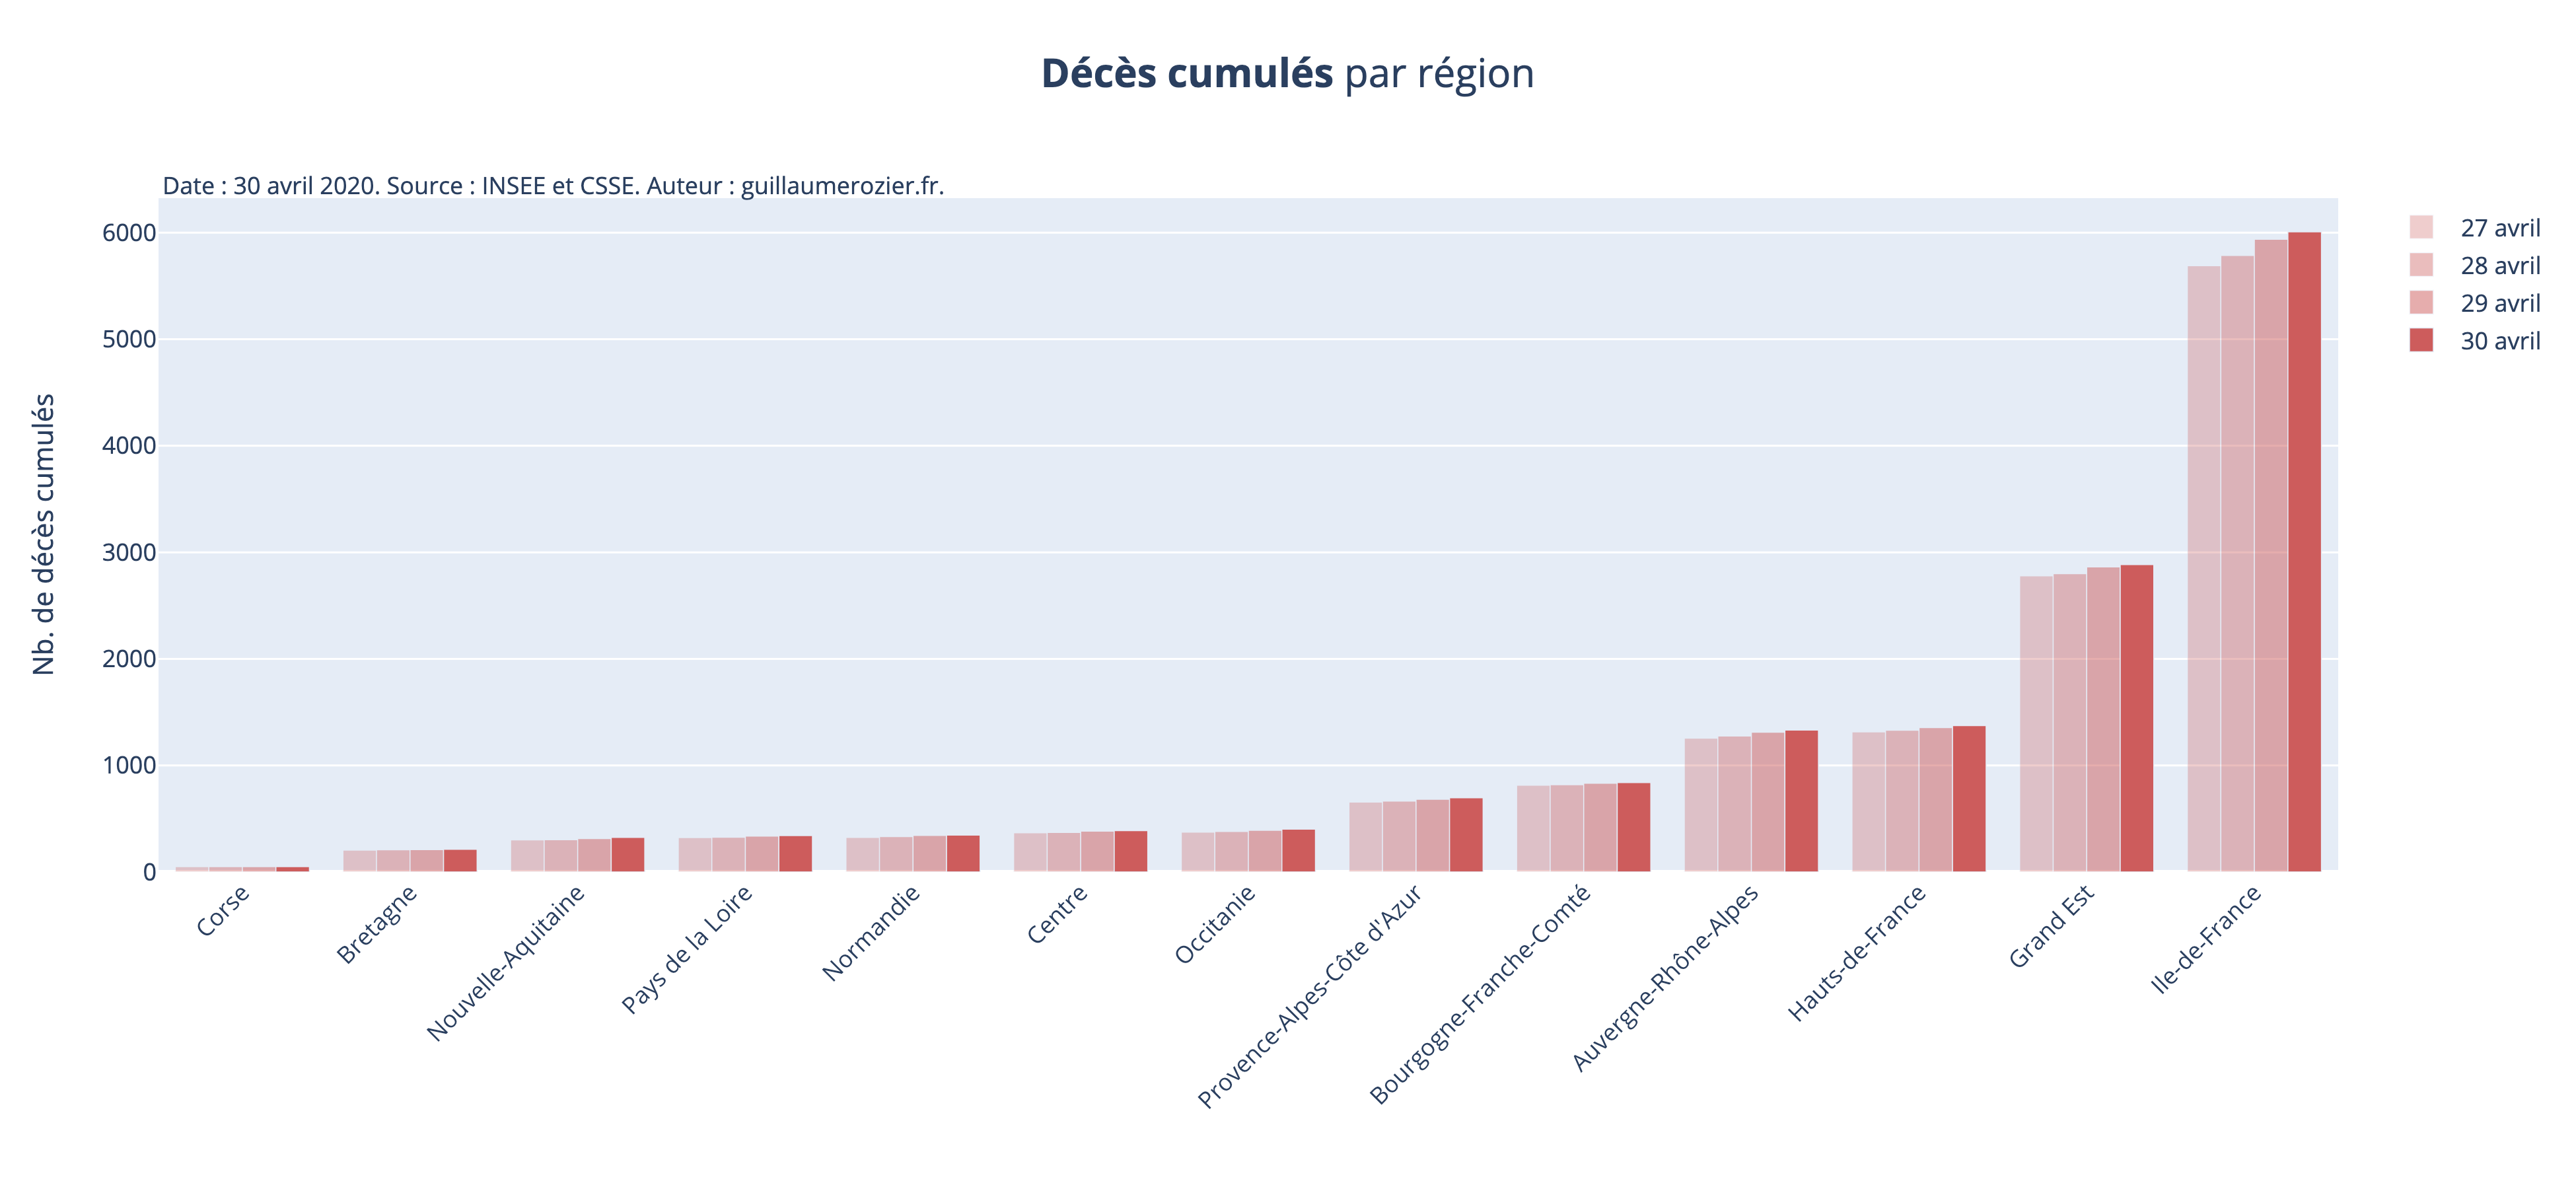 Décès cumulés par région
Date : 30 avril 2020. Source : INSEE et CSSE. Auteur : guillaumerozier.fr.
27 avril
28 avril
29 avril
30 avril
Nb. de décès cumulés
6000
5000
4000
3000
2000
1000
0
Corse
Bretagne
Nouvelle-Aquitaine
Pays de la Loire
Normandie
Centre
Occitanie
Provence-Alpes-Côte d'Azur
Bourgogne-Franche-Comté
Auvergne-Rhône-Alpes
Hauts-de-France
Grand Est
Ile-de-France